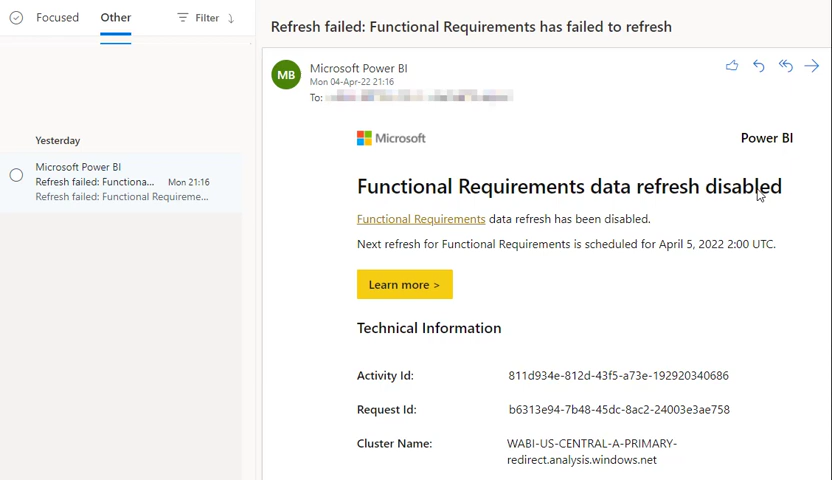 Focused
Other
Filter
Refresh failed: Functional Requirements has failed to refresh
Yesterday
Microsoft Power BI
Refresh failed: Functiona... Mon 21:16
Refresh failed: Functional Requireme...
MB
Microsoft Power BI
Mon 04-Apr-22 21:16
To:
Microsoft
Power BI
Functional Requirements data refresh disabled
Functional Requirements data refresh has been disabled.
Next refresh for Functional Requirements is scheduled for April 5, 2022 2:00 UTC.
Learn more >
Technical Information
Activity Id: 811d934e-812d-43f5-a73e-192920340686
Request Id: b6313e94-7b48-45dc-8ac2-24003e3ae758
Cluster Name: WABI-US-CENTRAL-A-PRIMARY-
redirect.analysis.windows.net